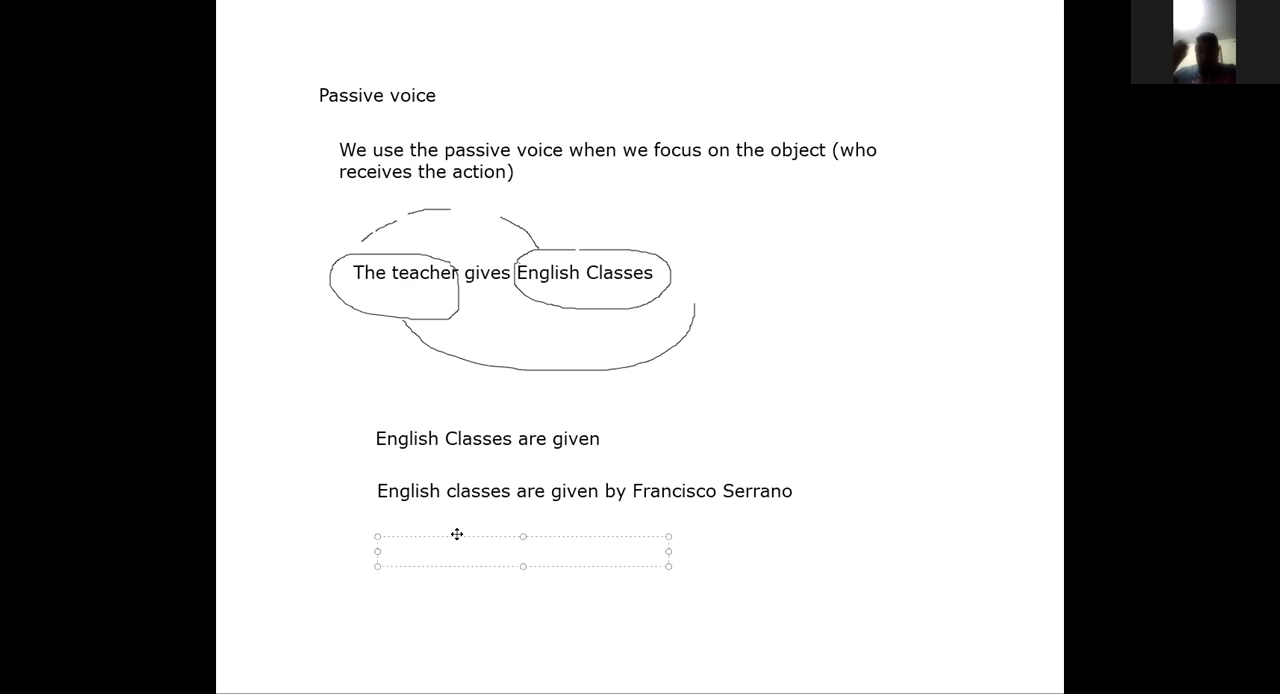 Passive voice
We use the passive voice when we focus on the object (who
receives the action)
The teacher gives English Classes
English Classes are given
English classes are given by Francisco Serrano